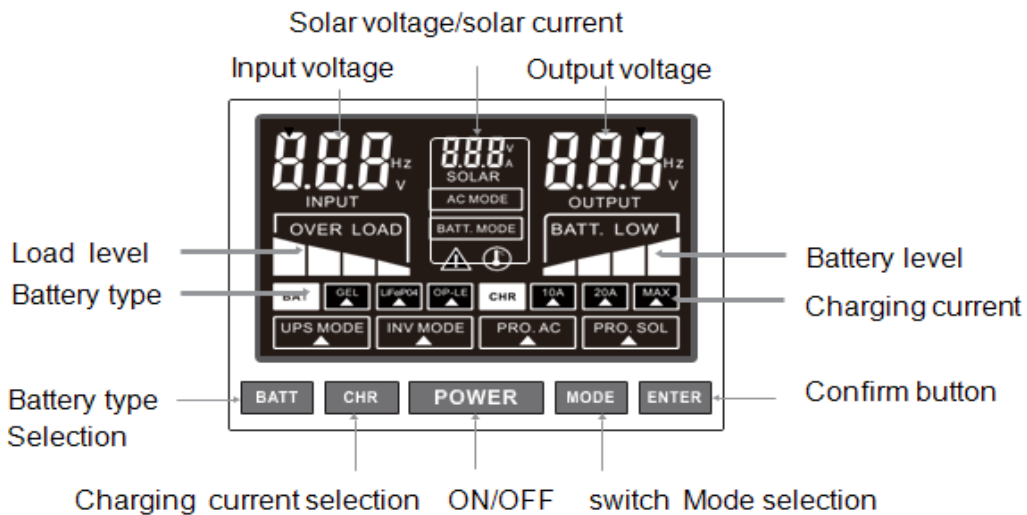 Solar voltage/solar current
Input voltage
Output voltage
8.8.8 Hz V
INPUT
8.8.8 V A
SOLAR
8.8.8 Hz V
OUTPUT
AC MODE
BATT. MODE
OVER LOAD
BATT. LOW
Load level
Battery level
Battery type
BAT
GEL
LiFePO4
OP-LE
CHR
10A
20A
MAX
Charging current
UPS MODE
INV MODE
PRO. AC
PRO. SOL
BATT
CHR
POWER
MODE
ENTER
Confirm button
Battery type
Selection
Charging current selection
ON/OFF
switch Mode selection